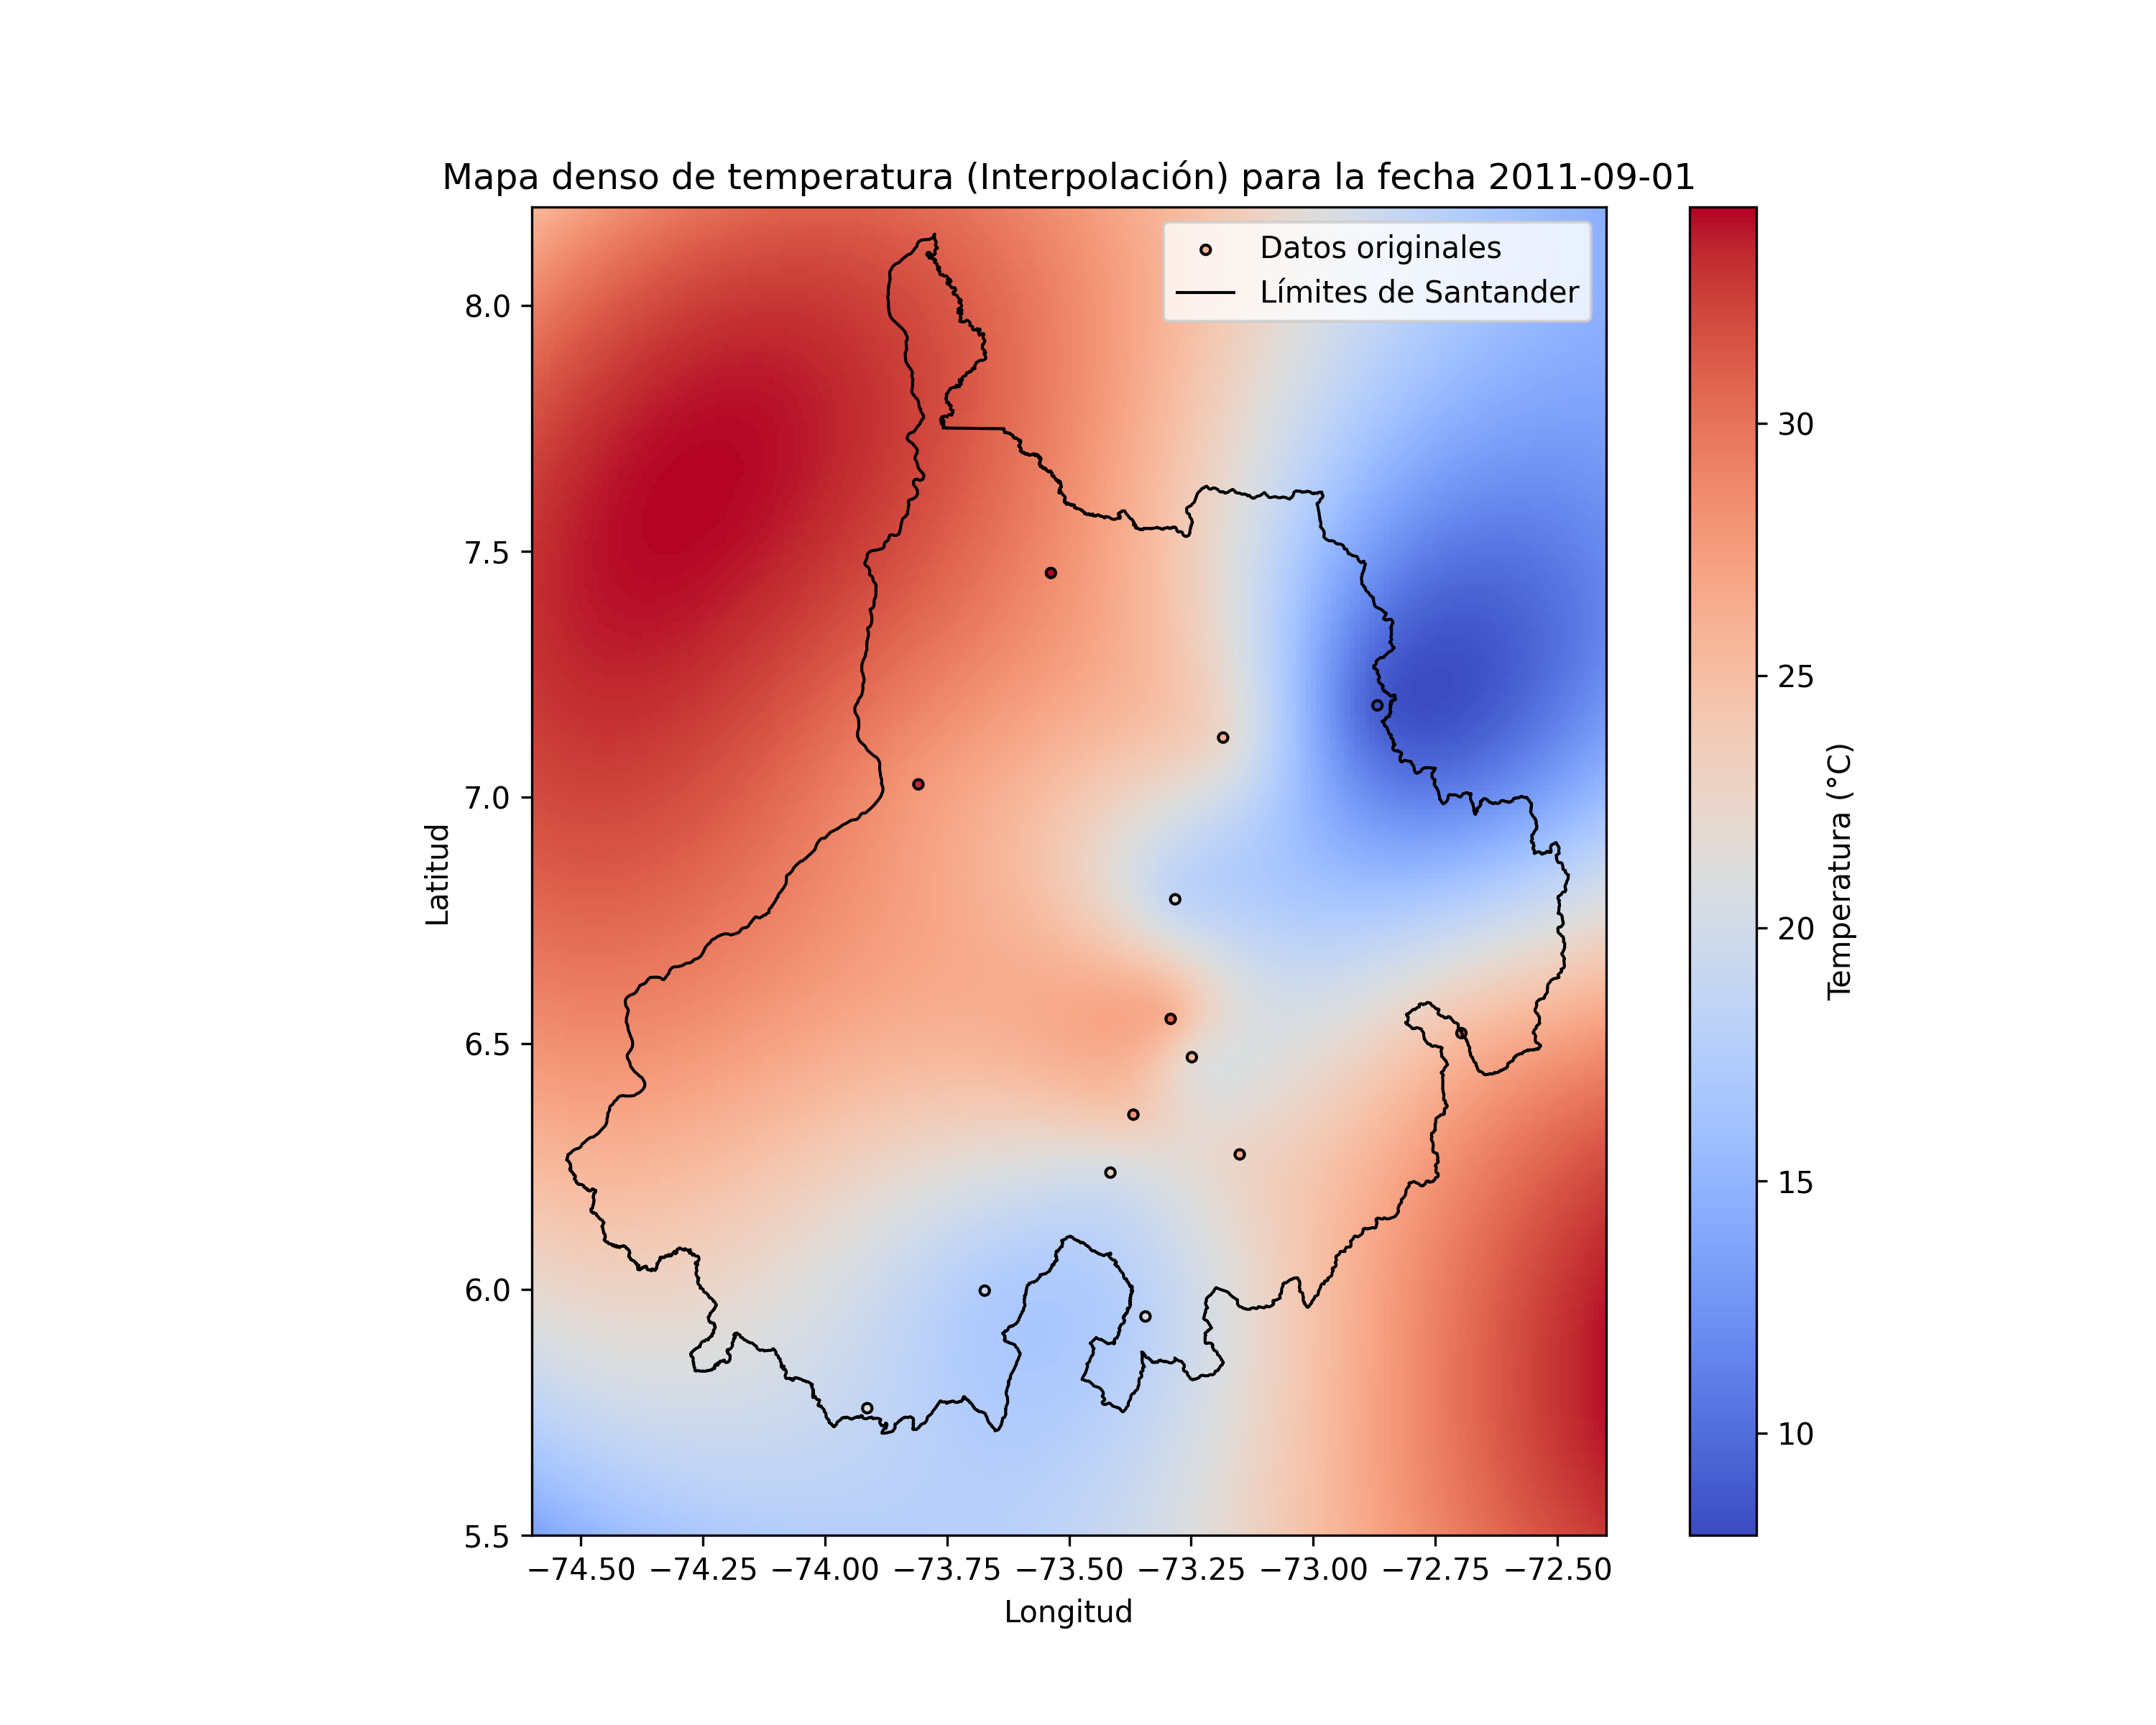 Mapa denso de temperatura (Interpolación) para la fecha 2011-09-01
Datos originales
Límites de Santander
8.0
7.5
7.0
6.5
6.0
5.5
Latitud
−74.50 −74.25 −74.00 −73.75 −73.50 −73.25 −73.00 −72.75 −72.50
Longitud
30
25
20
15
10
Temperatura (°C)